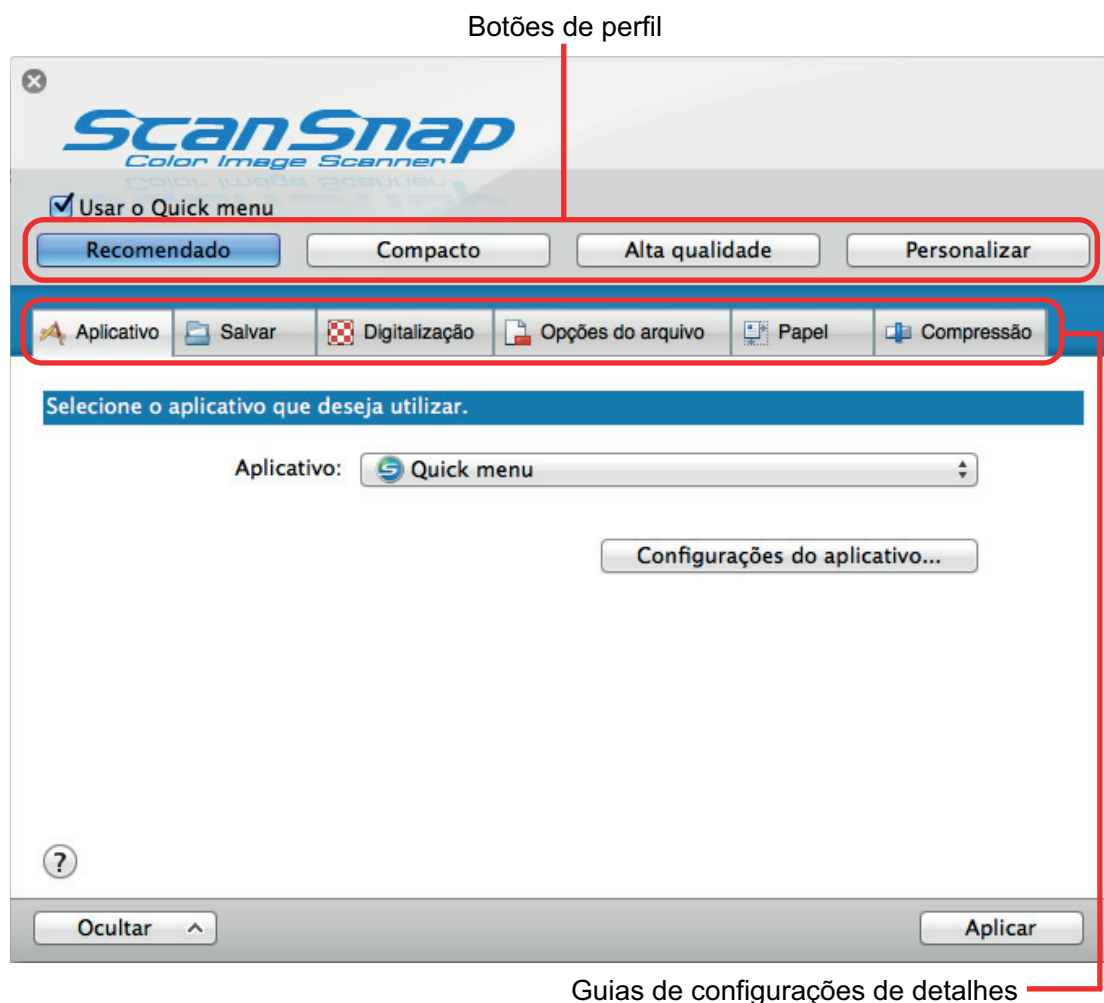 Botões de perfil
ScanSnap
Color Image Scanner
Usar o Quick menu
Recomendado Compacto Alta qualidade Personalizar
Aplicativo Salvar Digitalização Opções do arquivo Papel Compressão
Selecione o aplicativo que deseja utilizar.
Aplicativo: Quick menu
Configurações do aplicativo...
?
Ocultar Aplicar
Guias de configurações de detalhes